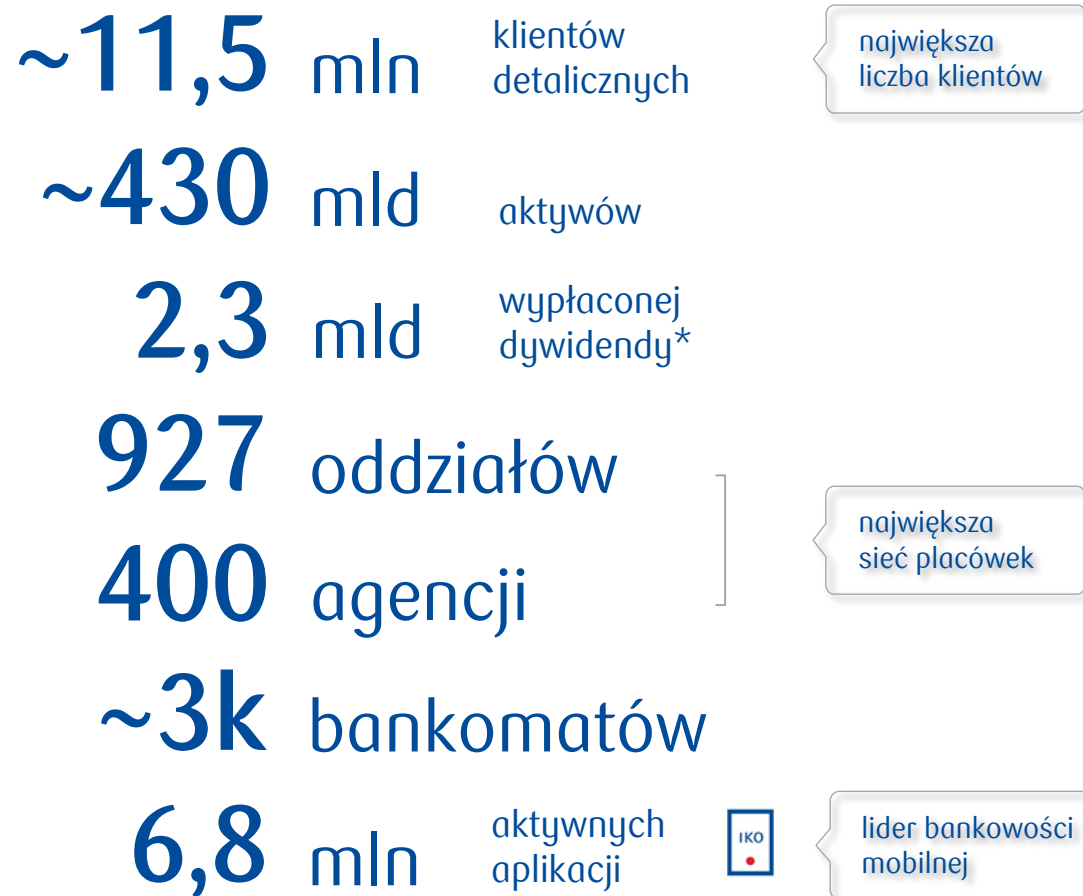 ~11,5 mln klientów
detalicznych
największa
liczba klientów
~430 mld aktywów
2,3 mld wypłaconej
dywidendy*
927 oddziałów
400 agencji
największa
sieć placówek
~3k bankomatów
6,8 mln aktywnych
aplikacji
IKO
lider bankowości
mobilnej